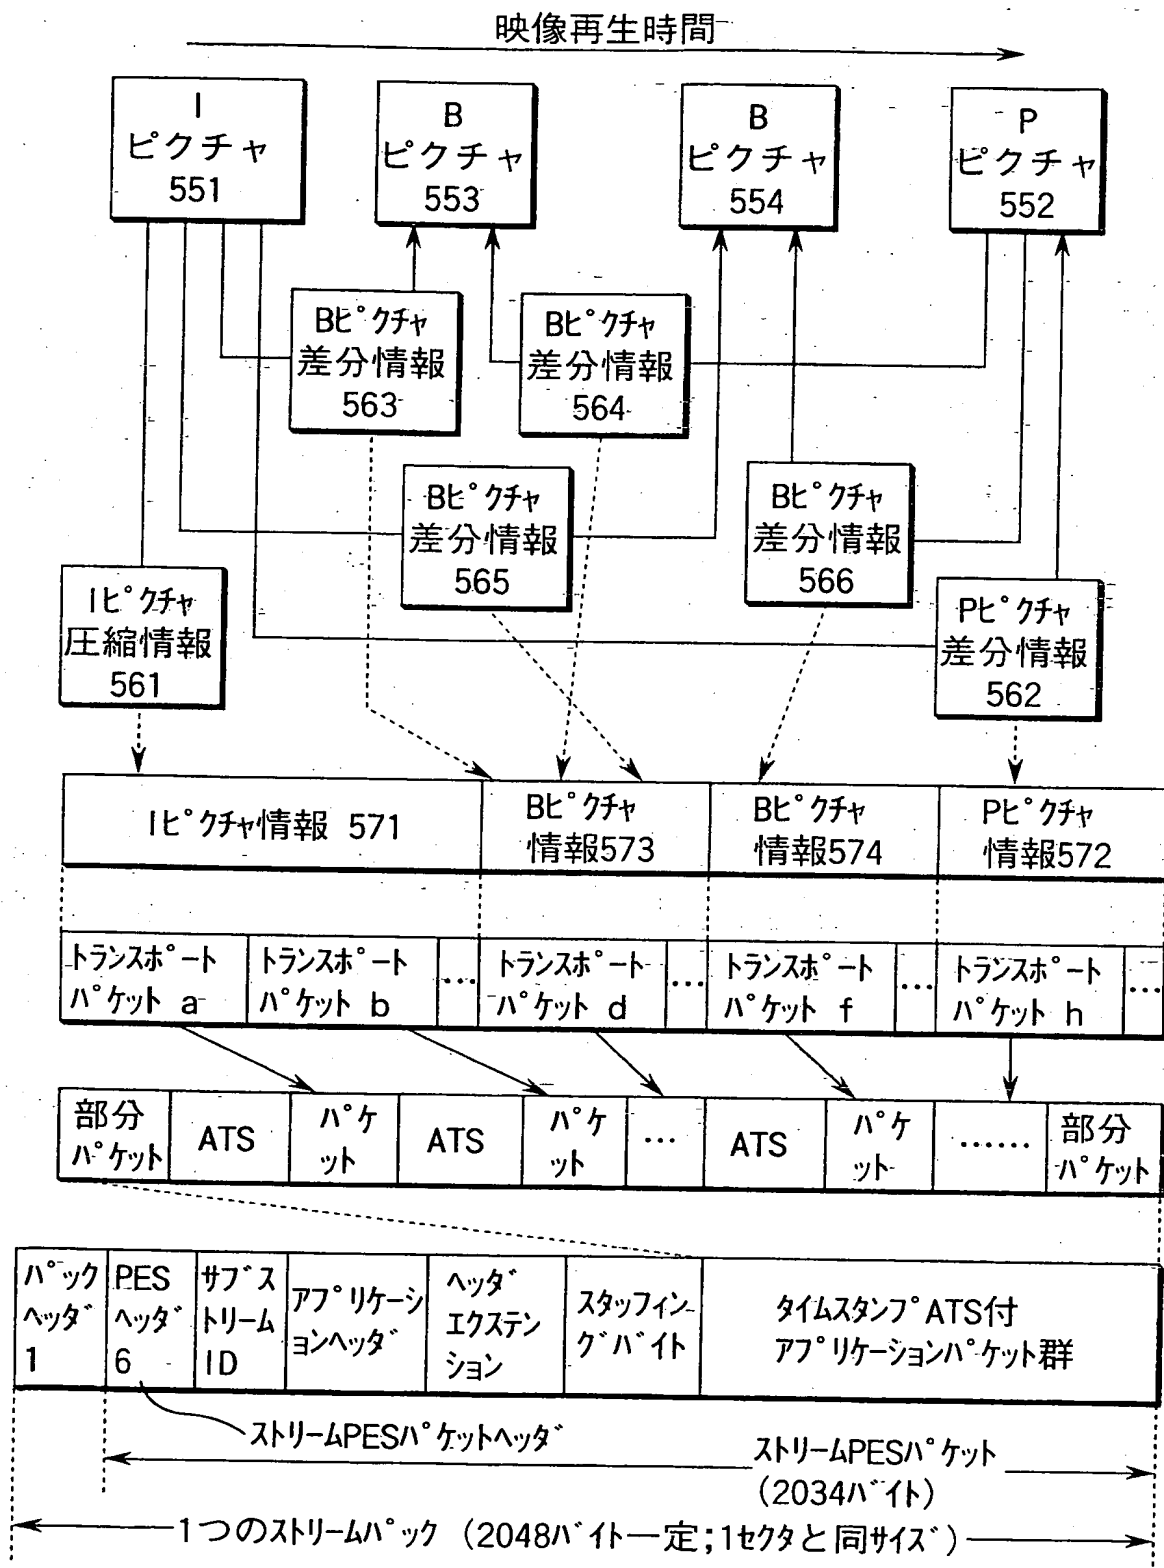 映像再生時間
I
ピクチャ
551
B
ピクチャ
553
B
ピクチャ
554
P
ピクチャ
552
Bピクチャ
差分情報
563
Bピクチャ
差分情報
564
Bピクチャ
差分情報
565
Bピクチャ
差分情報
566
Iピクチャ
圧縮情報
561
Pピクチャ
差分情報
562
Iピクチャ情報 571
Bピクチャ
情報573
Bピクチャ
情報574
Pピクチャ
情報572
トランスポート
パケット a
トランスポート
パケット b
…
トランスポート
パケット d
…
トランスポート
パケット f
…
トランスポート
パケット h
…
部分
パケット
ATS
パケ
ット
ATS
パケ
ット
…
ATS
パケ
ット
……
部分
パケット
パック
ヘッダ
1
PES
ヘッダ
6
サブス
トリーム
ID
アプリケーシ
ョンヘッダ
ヘッダ
エクステン
ション
スタッフィン
グバイト
タイムスタンプATS付
アプリケーションパケット群
ストリームPESパケットヘッダ
ストリームPESパケット
(2034バイト)
1つのストリームパック (2048バイト一定;1セクタと同サイズ)